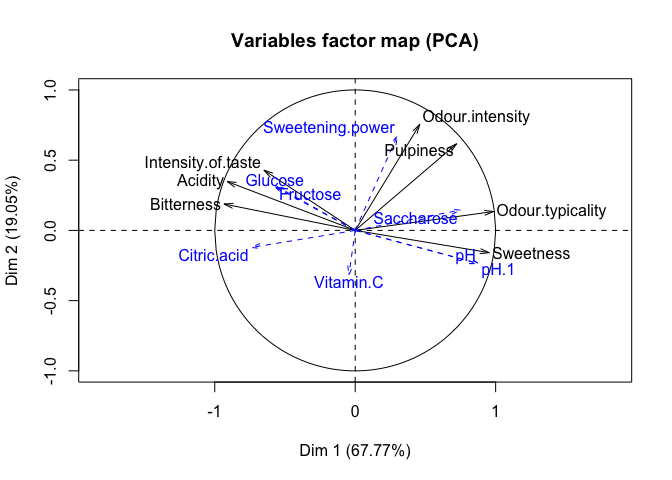 Variables factor map (PCA)
Dim 2 (19.05%)
1.0
0.5
0.0
-0.5
-1.0
Odour.intensity
Sweetening.power
Pulpiness
Intensity.of.taste
Acidity
Glucose
Fructose
Bitterness
Saccharose
Odour.typicality
Citric.acid
pH
Sweetness
pH.1
Vitamin.C
-1
0
1
Dim 1 (67.77%)